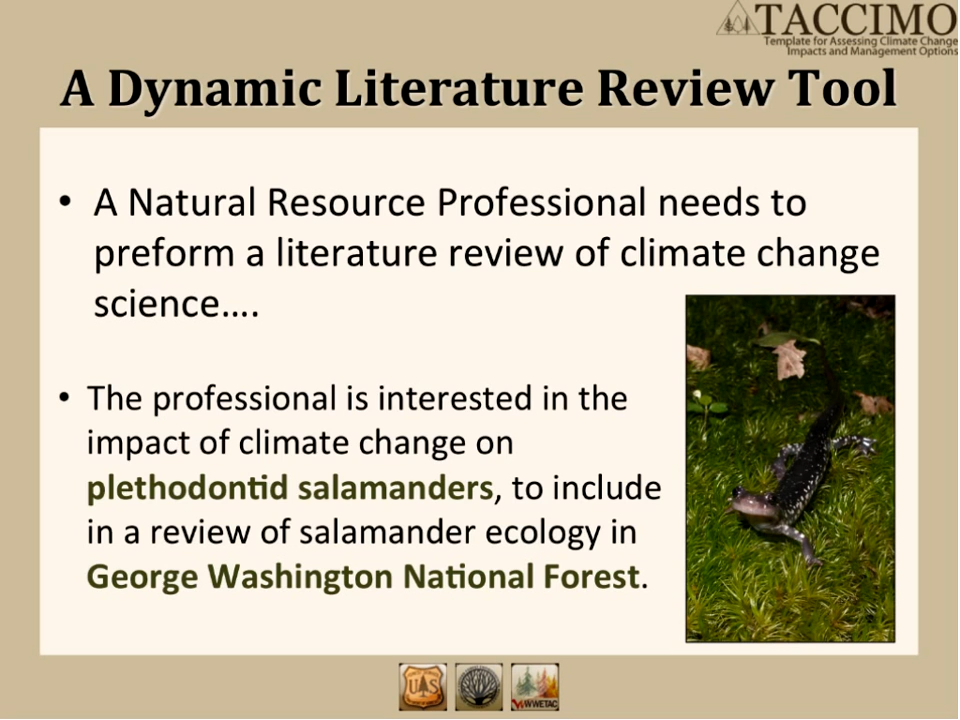 TACCIMO
Template for Assessing Climate Change
Impacts and Management Options
A Dynamic Literature Review Tool
• A Natural Resource Professional needs to
preform a literature review of climate change
science....
• The professional is interested in the
impact of climate change on
plethodontid salamanders, to include
in a review of salamander ecology in
George Washington National Forest.
U S
WWETAC